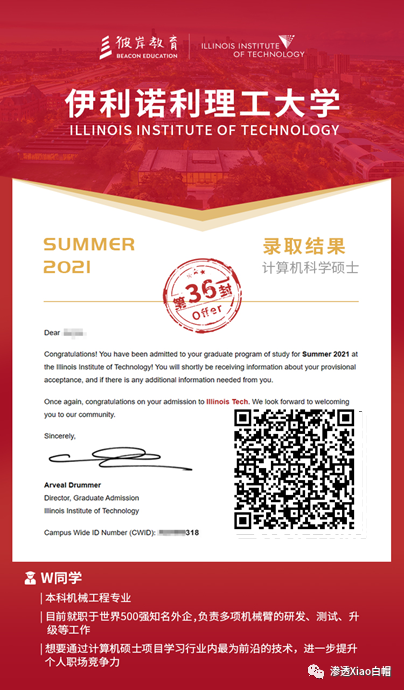 彼岸教育
BEACON EDUCATION
ILLINOIS INSTITUTE
OF TECHNOLOGY
伊利诺利理工大学
ILLINOIS INSTITUTE OF TECHNOLOGY
SUMMER
2021
录取结果
计算机科学硕士
第36封
Offer
Dear
Congratulations! You have been admitted to your graduate program of study for Summer 2021 at
the Illinois Institute of Technology! You will shortly be receiving information about your provisional
acceptance, and if there is any additional information needed from you.
Once again, congratulations on your admission to Illinois Tech. We look forward to welcoming
you to our community.
Sincerely,
Arveal Drummer
Director, Graduate Admission
Illinois Institute of Technology
Campus Wide ID Number (CWID): 318
W同学
本科机械工程专业
目前就职于世界500强知名外企,负责多项机械臂的研发、测试、升
级等工作
想要通过计算机硕士项目学习行业内最为前沿的技术，进一步提升
个人职场竞争力
渗透Xiao白帽